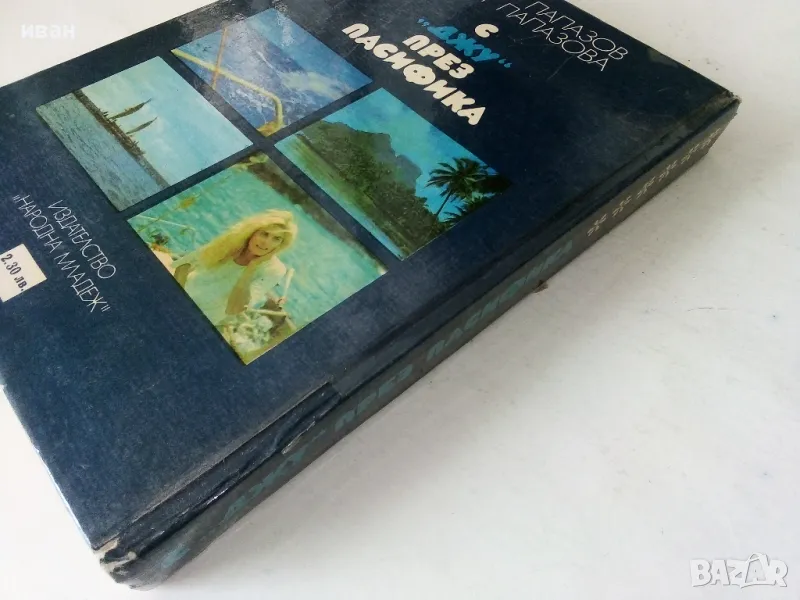 иван
ПАПАЗОВ
ПАПАЗОВА
С
"ДЖУ"
ПРЕЗ
ПАСИФИКА
ИЗДАТЕЛСТВО
"НАРОДНА МЛАДЕЖ"
2.30 лв.
"ДЖУ" ПРЕЗ ПАСИФИКА
BAZAR